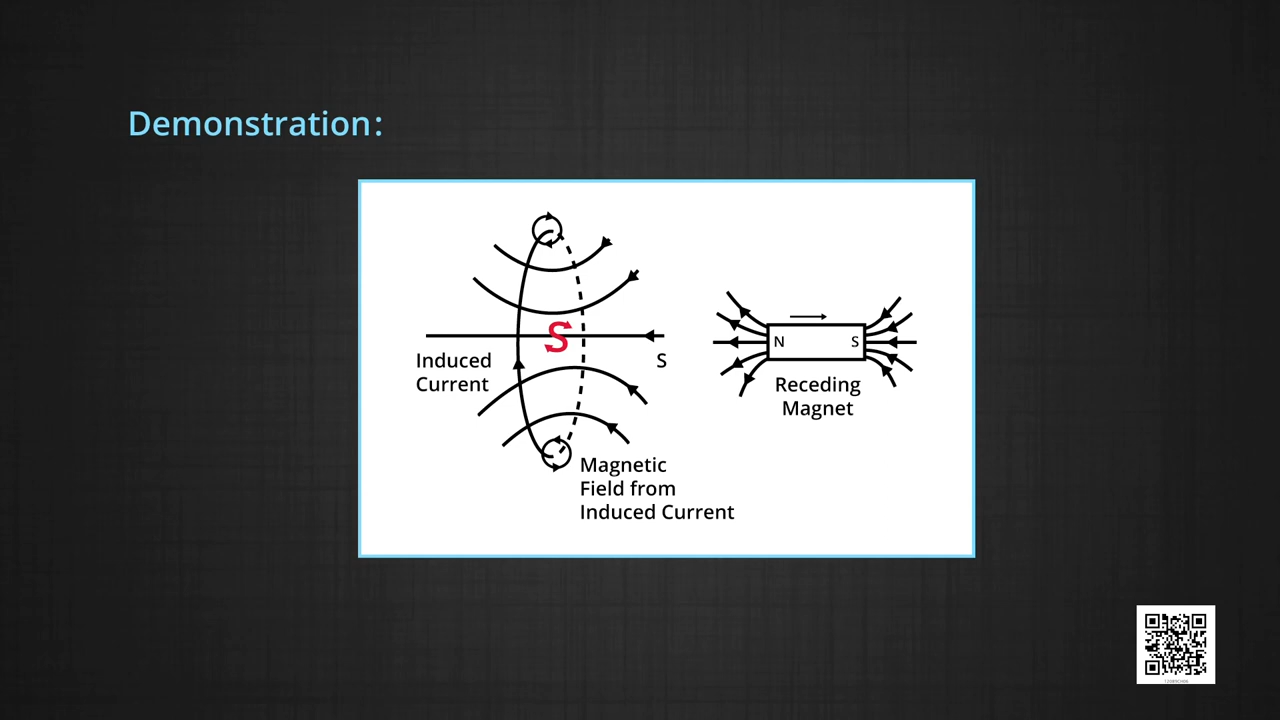 Demonstration:
S
Induced
Current
S
N
S
Receding
Magnet
Magnetic
Field from
Induced Current